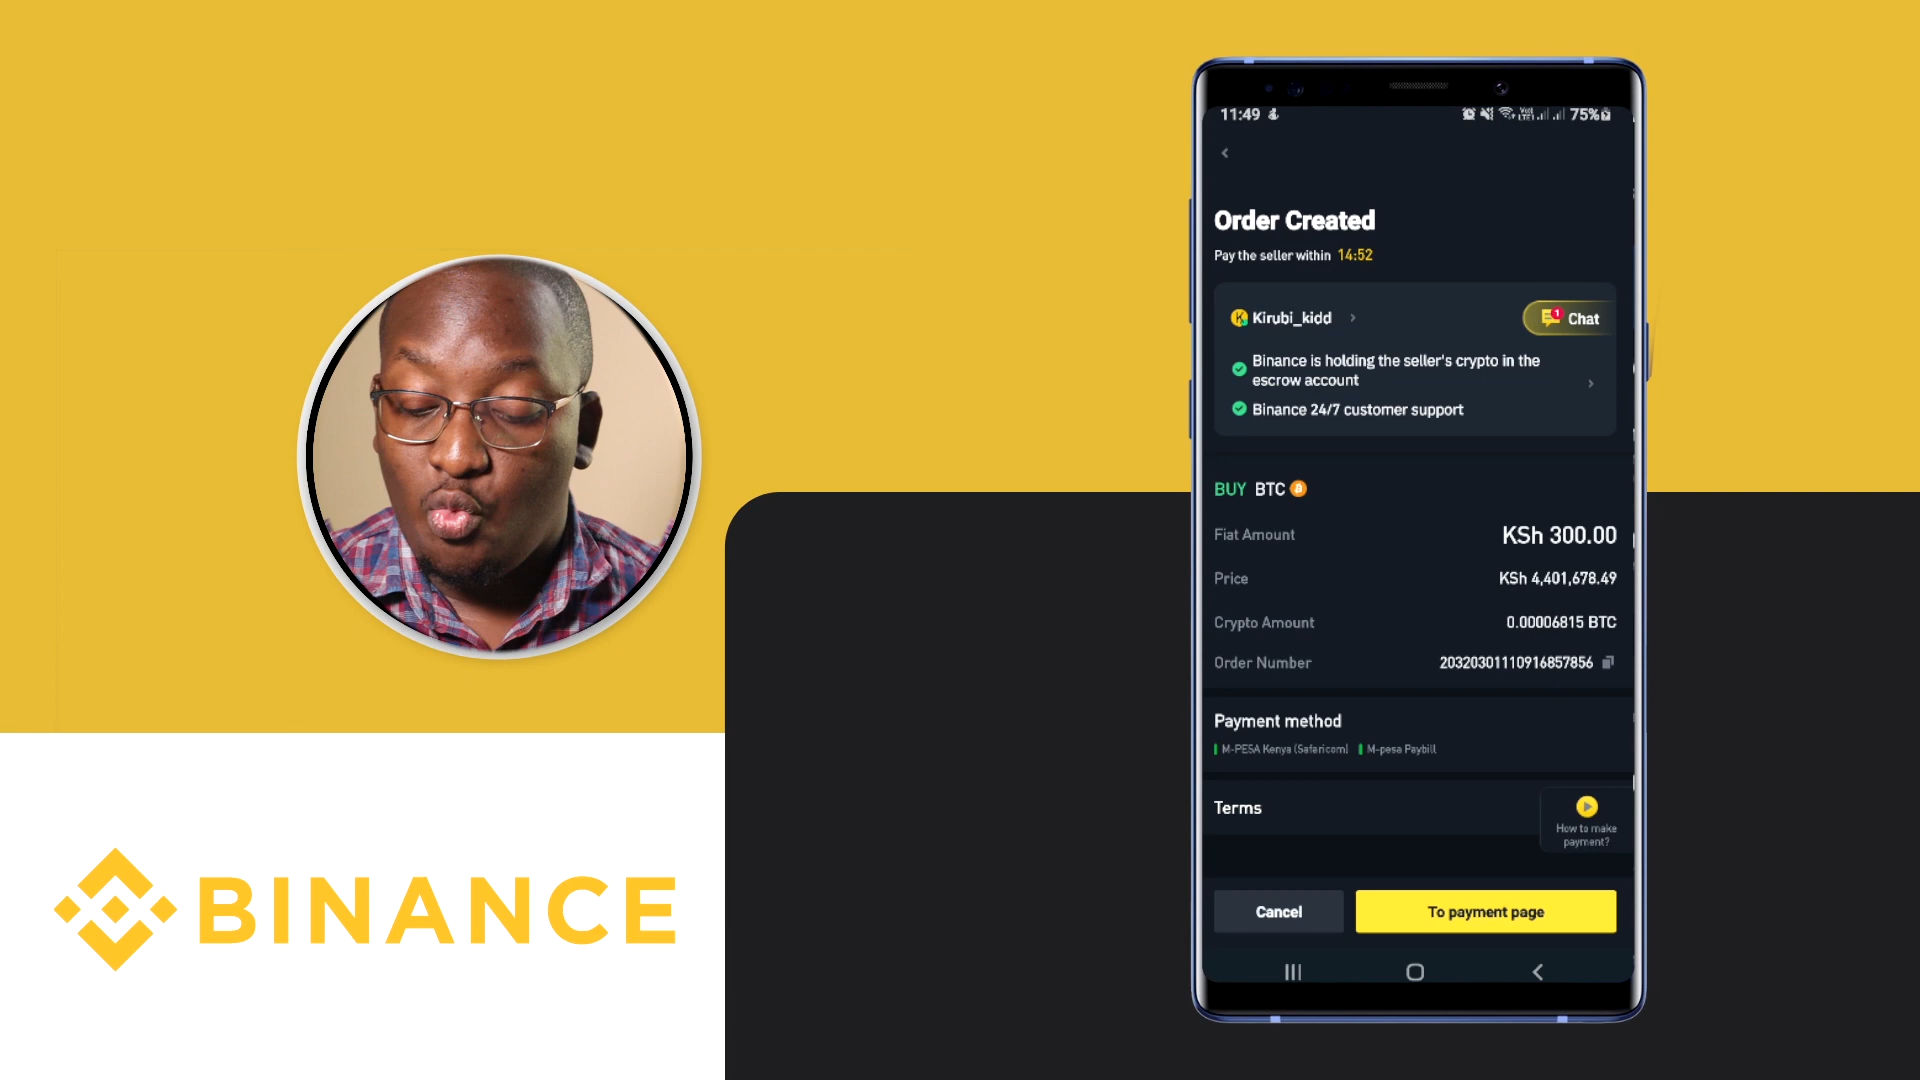 BINANCE
11:49
75%
Order Created
Pay the seller within 14:52
Kirubi_kidd
1
Chat
Binance is holding the seller's crypto in the
escrow account
Binance 24/7 customer support
BUY BTC
Fiat Amount KSh 300.00
Price KSh 4,401,678.49
Crypto Amount 0.00006815 BTC
Order Number 20320301110916857856
Payment method
M-PESA Kenya (Safaricom) M-pesa Paybill
Terms
How to make
payment?
Cancel
To payment page